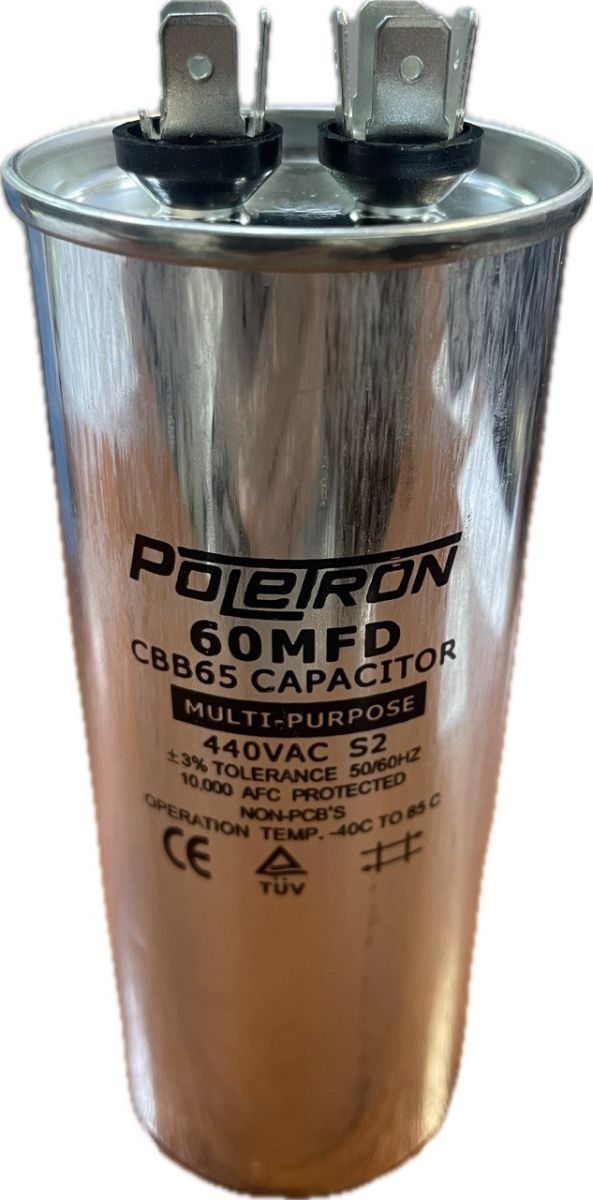 POLETRON
60MFD
CBB65 CAPACITOR
MULTI-PURPOSE
440VAC S2
±3% TOLERANCE 50/60HZ
10,000 AFC PROTECTED
NON-PCB'S
OPERATION TEMP. -40C TO 85 C
CE
TÜV